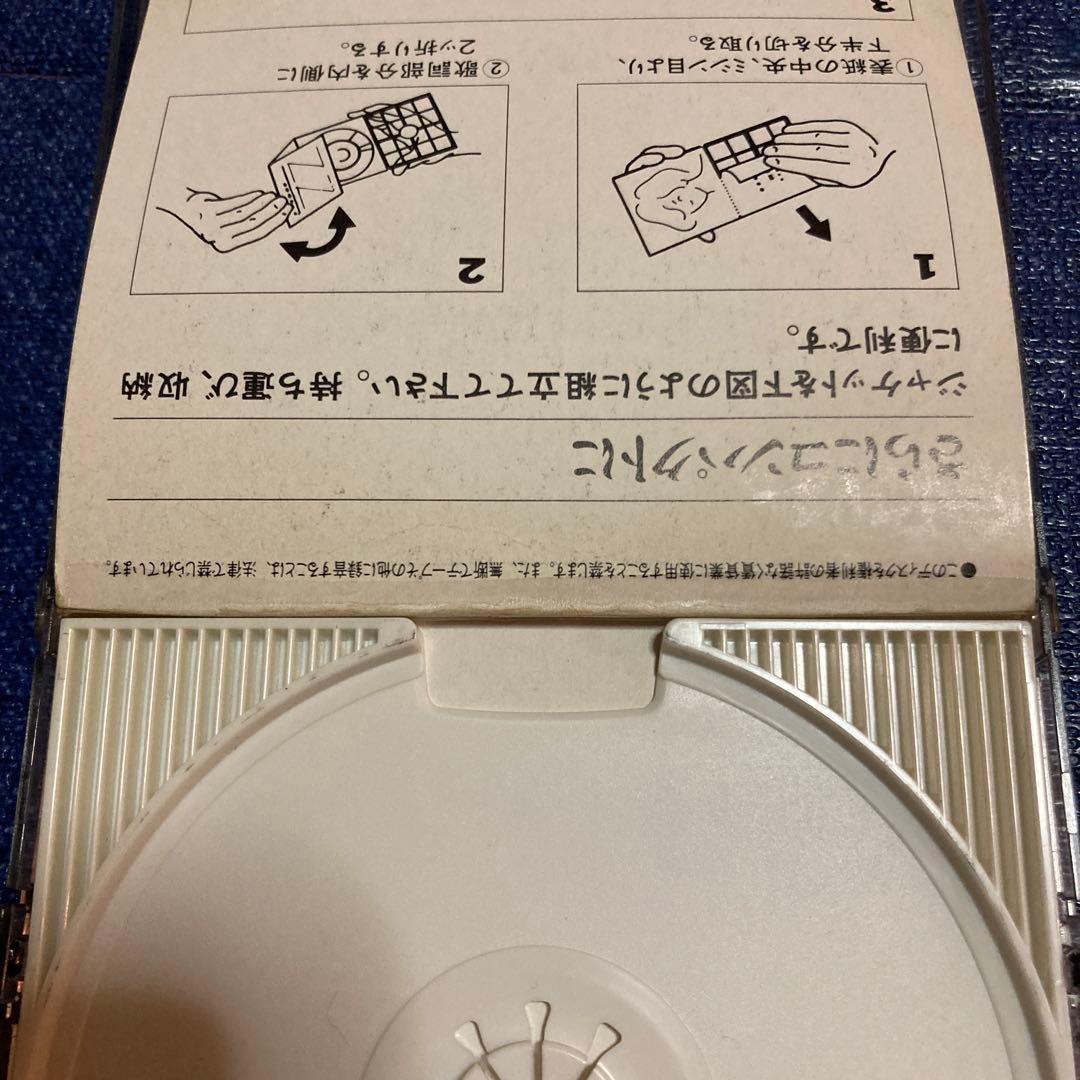 ●このディスクを権利者の許諾なく賃貸業に使用することを禁じます。また、無断でテープその他に録音することは、法律で禁じられています。
さらにコンパクトに
ジャケットを下図のように組立てて下さい。持ち運び、収納
に便利です。
1
①表紙の中央、ミシン目より、
下半分を切り取る。
2
②歌詞部分を内側に
2ッ折りする。
3